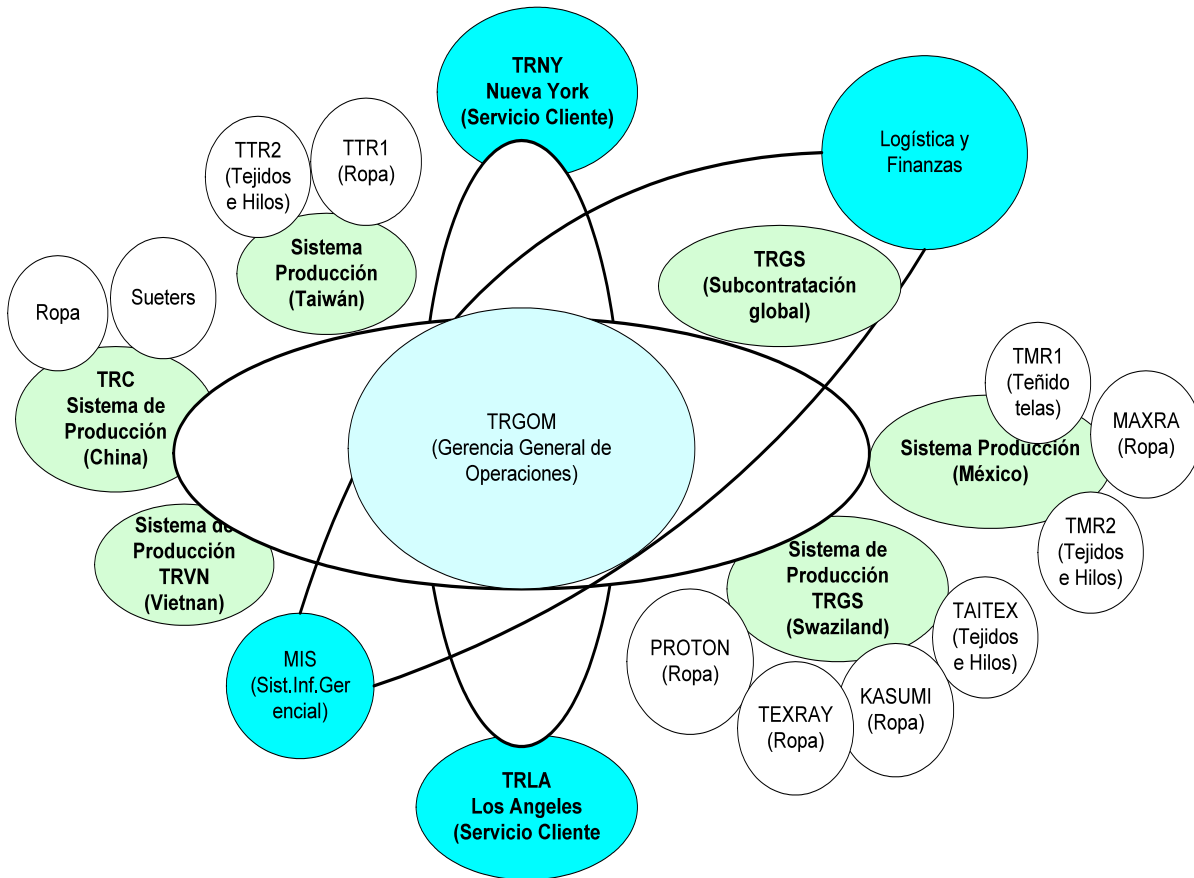 TRNY
Nueva York
(Servicio Cliente)
Logística y
Finanzas
TTR2
(Tejidos
e Hilos)
TTR1
(Ropa)
Sistema
Producción
(Taiwán)
TRGS
(Subcontratación
global)
Ropa
Sueters
TRC
Sistema de
Producción
(China)
TMR1
(Teñido
telas)
MAXRA
(Ropa)
Sistema Producción
(México)
TMR2
(Tejidos
e Hilos)
TRGOM
(Gerencia General de
Operaciones)
Sistema de
Producción
TRVN
(Vietnan)
Sistema de
Producción
TRGS
(Swaziland)
PROTON
(Ropa)
TEXRAY
(Ropa)
KASUMI
(Ropa)
TAITEX
(Tejidos
e Hilos)
MIS
(Sist.Inf.Ger
encial)
TRLA
Los Angeles
(Servicio Cliente